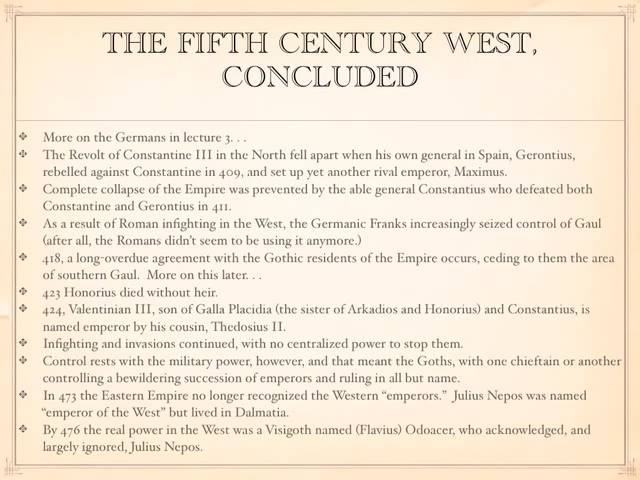 THE FIFTH CENTURY WEST,
CONCLUDED
More on the Germans in lecture 3. . .
The Revolt of Constantine III in the North fell apart when his own general in Spain, Gerontius,
rebelled against Constantine in 409, and set up yet another rival emperor, Maximus.
Complete collapse of the Empire was prevented by the able general Constantius who defeated both
Constantine and Gerontius in 411.
As a result of Roman infighting in the West, the Germanic Franks increasingly seized control of Gaul
(after all, the Romans didn't seem to be using it anymore.)
418, a long-overdue agreement with the Gothic residents of the Empire occurs, ceding to them the area
of southern Gaul.  More on this later. . .
423 Honorius died without heir.
424, Valentinian III, son of Galla Placidia (the sister of Arkadios and Honorius) and Constantius, is
named emperor by his cousin, Thedosius II.
Infighting and invasions continued, with no centralized power to stop them.
Control rests with the military power, however, and that meant the Goths, with one chieftain or another
controlling a bewildering succession of emperors and ruling in all but name.
In 473 the Eastern Empire no longer recognized the Western "emperors."  Julius Nepos was named
"emperor of the West" but lived in Dalmatia.
By 476 the real power in the West was a Visigoth named (Flavius) Odoacer, who acknowledged, and
largely ignored, Julius Nepos.